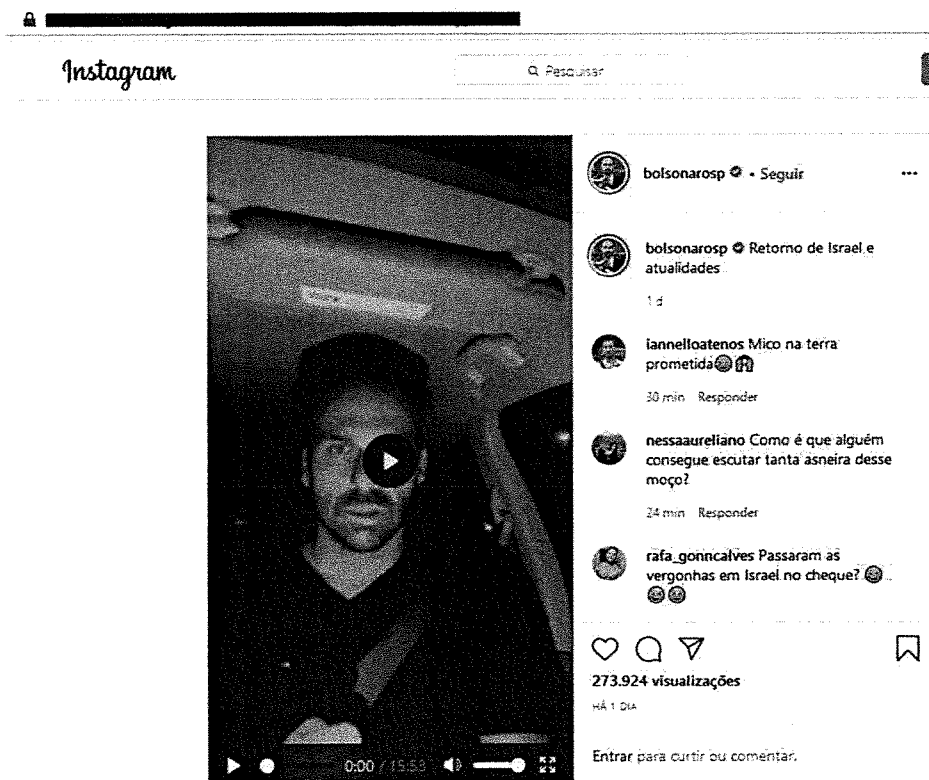 Instagram
Pesquisar
bolsonarosp • Seguir
bolsonarosp Retorno de Israel e
atualidades
1 d
iannelloatenos Mico na terra
prometida
30 min Responder
nessaaureliano Como é que alguém
consegue escutar tanta asneira desse
moço?
24 min Responder
rafa_gonncalves Passaram as
vergonhas em Israel no cheque?
273.924 visualizações
HÁ 1 DIA
0:00 / 15:53
Entrar para curtir ou comentar.